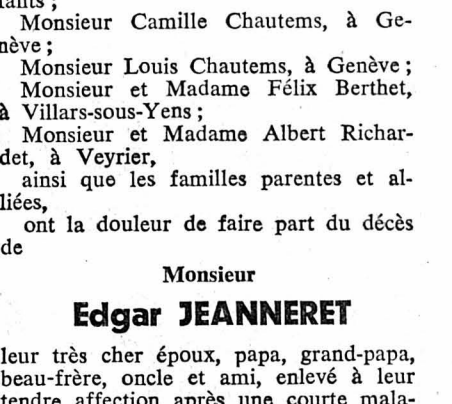 fants ;
Monsieur Camille Chautems, à Ge-
nève ;
Monsieur Louis Chautems, à Genève ;
Monsieur et Madame Félix Berthet,
à Villars-sous-Yens ;
Monsieur et Madame Albert Richar-
det, à Veyrier,
ainsi que les familles parentes et al-
liées,
ont la douleur de faire part du décès
de
Monsieur
Edgar JEANNERET
leur très cher époux, papa, grand-papa,
beau-frère, oncle et ami, enlevé à leur
tendre affection après une courte mala-